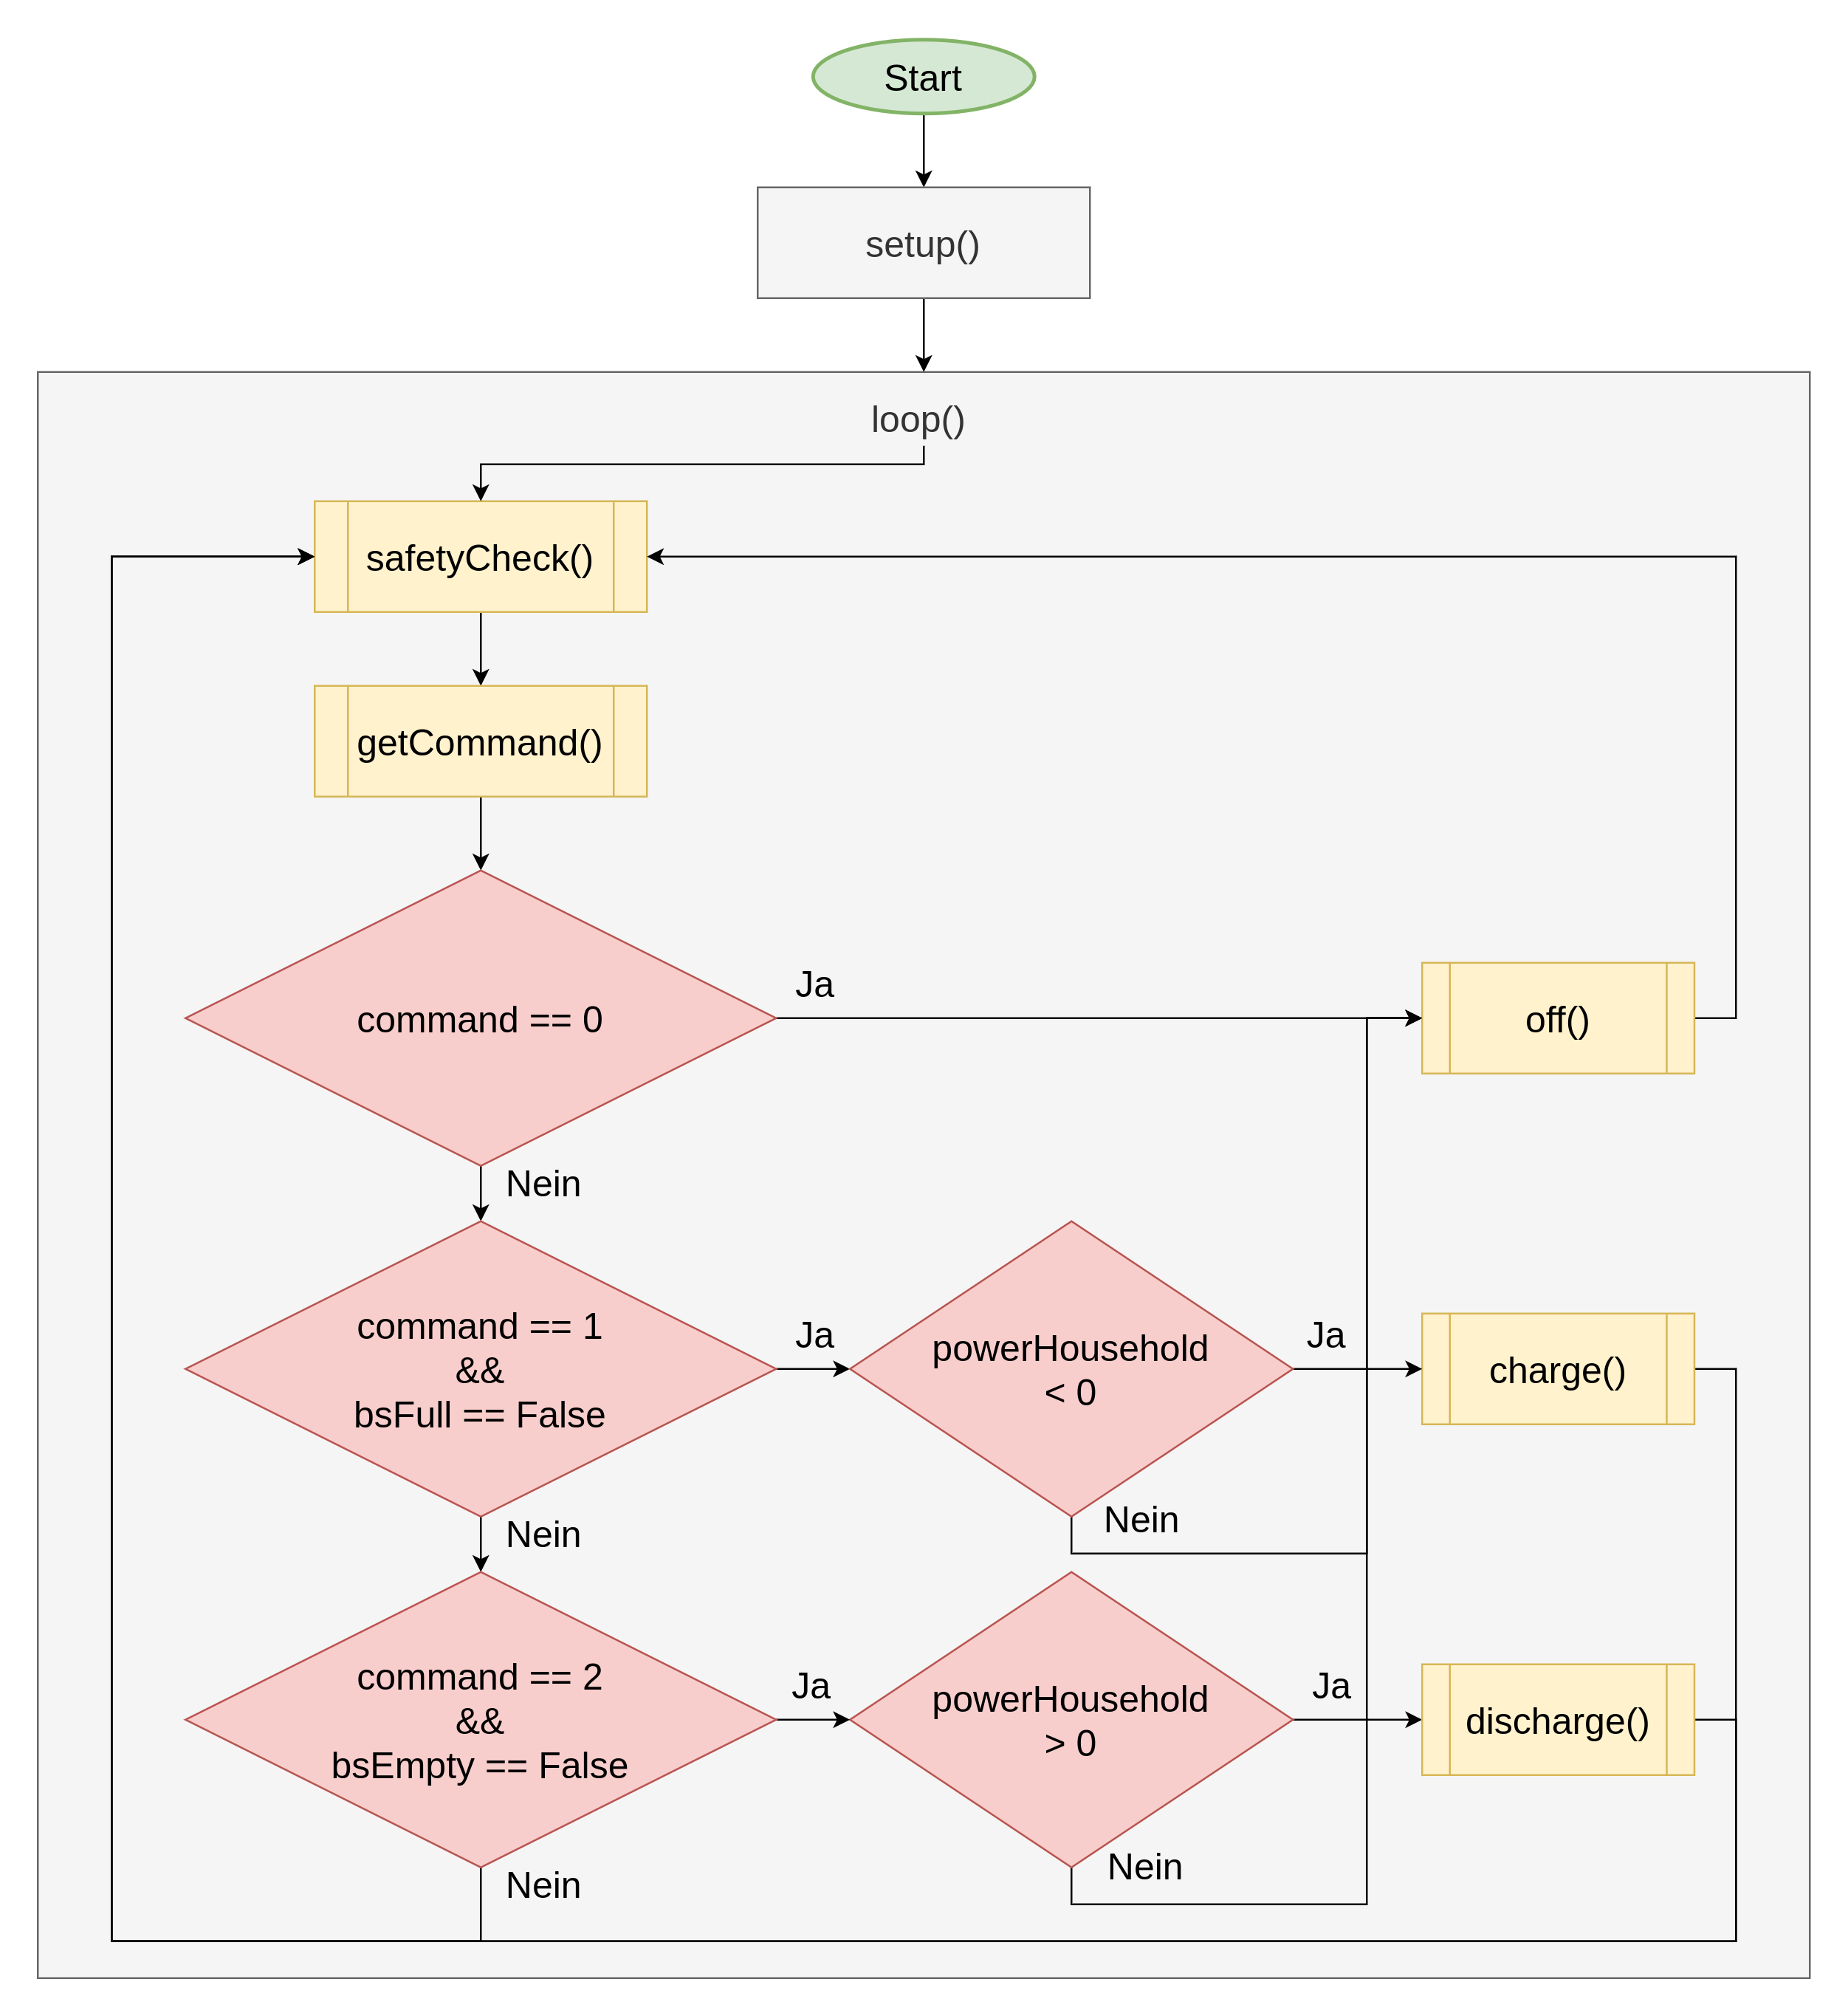 Start
setup()
loop()
safetyCheck()
getCommand()
command == 0
Ja
off()
Nein
command == 1
&&
bsFull == False
Ja
powerHousehold
< 0
Ja
charge()
Nein
Nein
command == 2
&&
bsEmpty == False
Ja
powerHousehold
> 0
Ja
discharge()
Nein
Nein